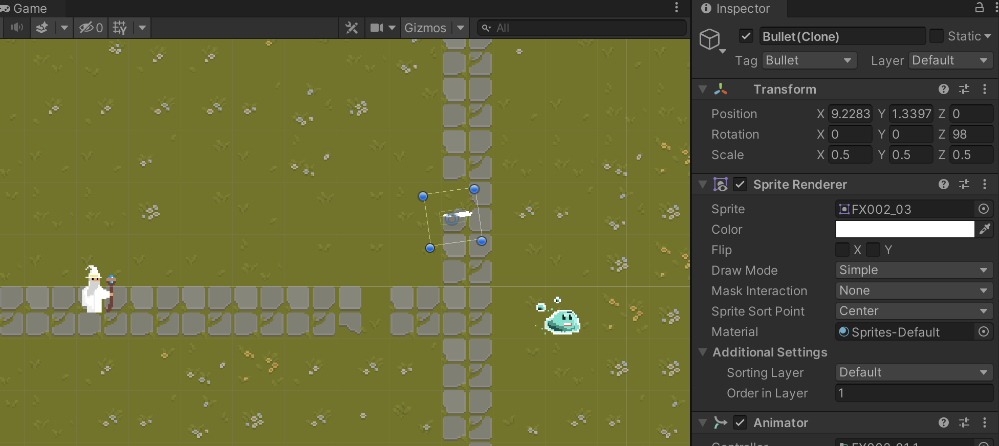 Game
Inspector
0
Gizmos
All
Bullet(Clone)
Static
Tag Bullet Layer Default
Transform
Position X 9.2283 Y 1.3397 Z 0
Rotation X 0 Y 0 Z 98
Scale X 0.5 Y 0.5 Z 0.5
Sprite Renderer
Sprite FX002_03
Color
Flip X Y
Draw Mode Simple
Mask Interaction None
Sprite Sort Point Center
Material Sprites-Default
Additional Settings
Sorting Layer Default
Order in Layer 1
Animator